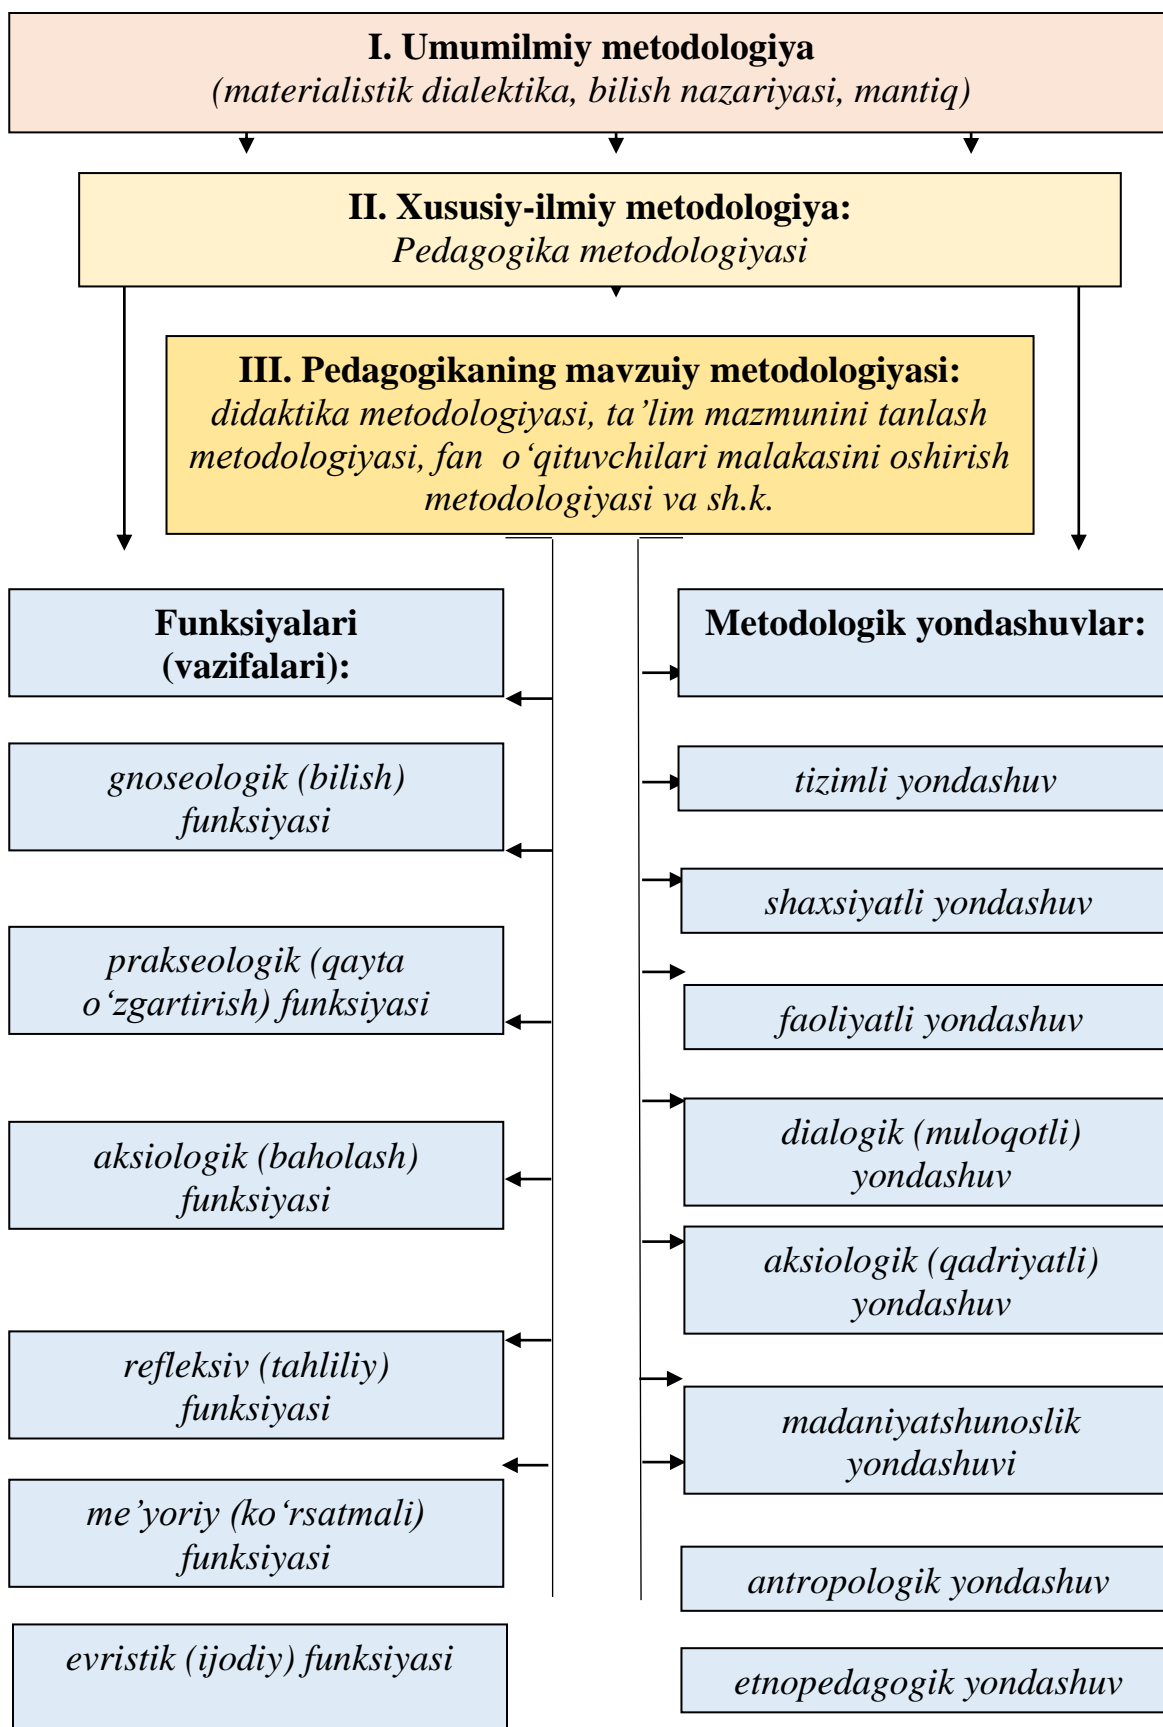 I. Umumilmiy metodologiya
(materialistik dialektika, bilish nazariyasi, mantiq)
II. Xususiy-ilmiy metodologiya:
Pedagogika metodologiyasi
III. Pedagogikaning mavzuiy metodologiyasi:
didaktika metodologiyasi, ta’lim mazmunini tanlash
metodologiyasi, fan o‘qituvchilari malakasini oshirish
metodologiyasi va sh.k.
Funksiyalari
(vazifalari):
gnoseologik (bilish)
funksiyasi
prakseologik (qayta
o‘zgartirish) funksiyasi
aksiologik (baholash)
funksiyasi
refleksiv (tahliliy)
funksiyasi
me’yoriy (ko‘rsatmali)
funksiyasi
evristik (ijodiy) funksiyasi
Metodologik yondashuvlar:
tizimli yondashuv
shaxsiyatli yondashuv
faoliyatli yondashuv
dialogik (muloqotli)
yondashuv
aksiologik (qadriyatli)
yondashuv
madaniyatshunoslik
yondashuvi
antropologik yondashuv
etnopedagogik yondashuv